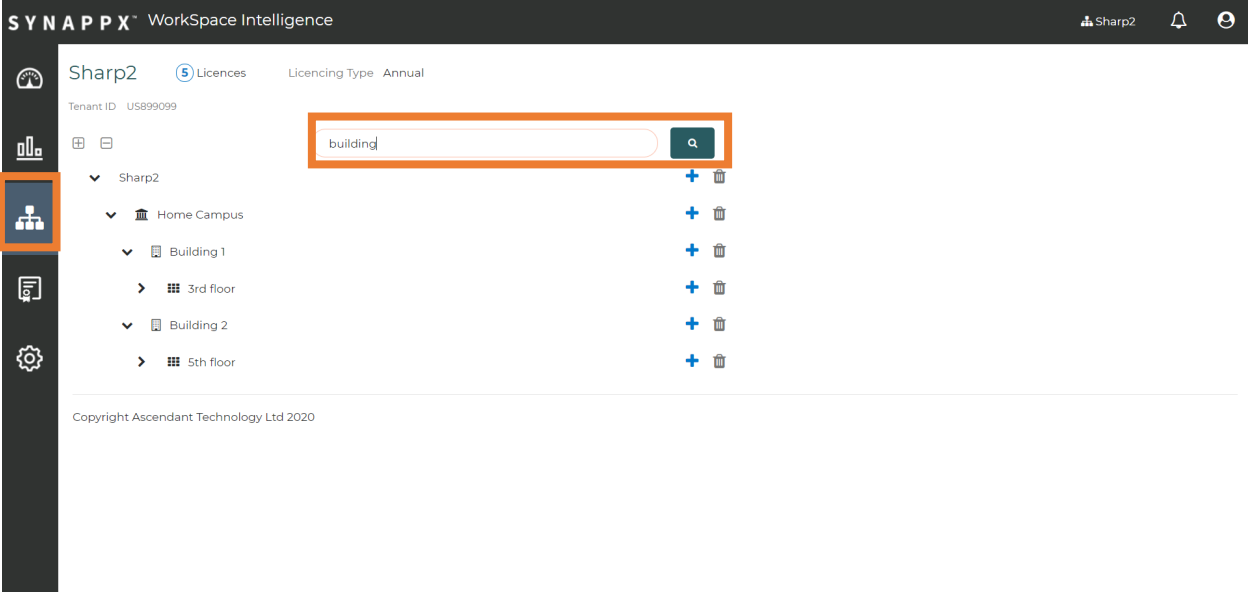 SYNAPPX™ WorkSpace Intelligence
Sharp2
Sharp2 5 Licences Licencing Type Annual
Tenant ID US899099
building
Sharp2
Home Campus
Building 1
3rd floor
Building 2
5th floor
Copyright Ascendant Technology Ltd 2020